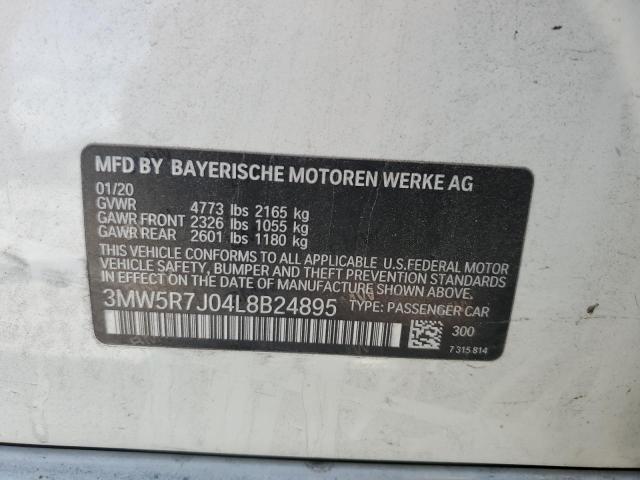 MFD BY BAYERISCHE MOTOREN WERKE AG
01/20
GVWR 4773 lbs 2165 kg
GAWR FRONT 2326 lbs 1055 kg
GAWR REAR 2601 lbs 1180 kg
THIS VEHICLE CONFORMS TO ALL APPLICABLE U.S.FEDERAL MOTOR
VEHICLE SAFETY, BUMPER AND THEFT PREVENTION STANDARDS
IN EFFECT ON DATE OF MANUFACTURE SHOWN ABOVE.
3MW5R7J04L8B24895 TYPE: PASSENGER CAR
300
7 315 814